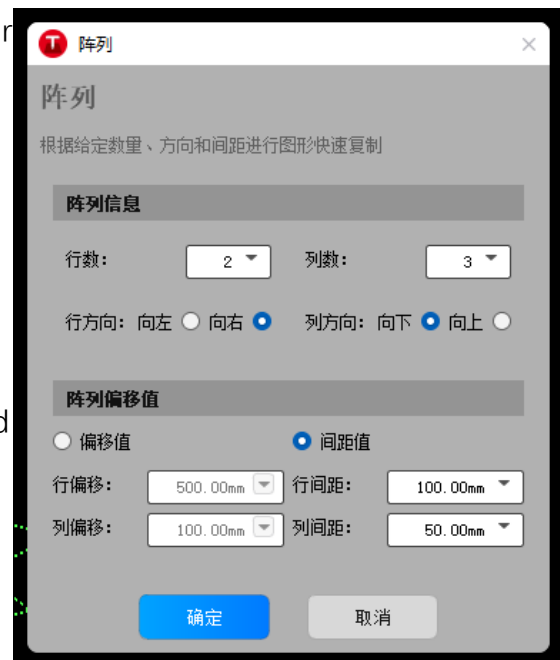 r
T 阵列
阵列
根据给定数量、方向和间距进行图形快速复制
阵列信息
行数： 2 列数： 3
行方向：向左 向右 列方向：向下 向上
阵列偏移值
d
偏移值 间距值
行偏移： 500.00mm 行间距： 100.00mm
列偏移： 100.00mm 列间距： 50.00mm
确定 取消